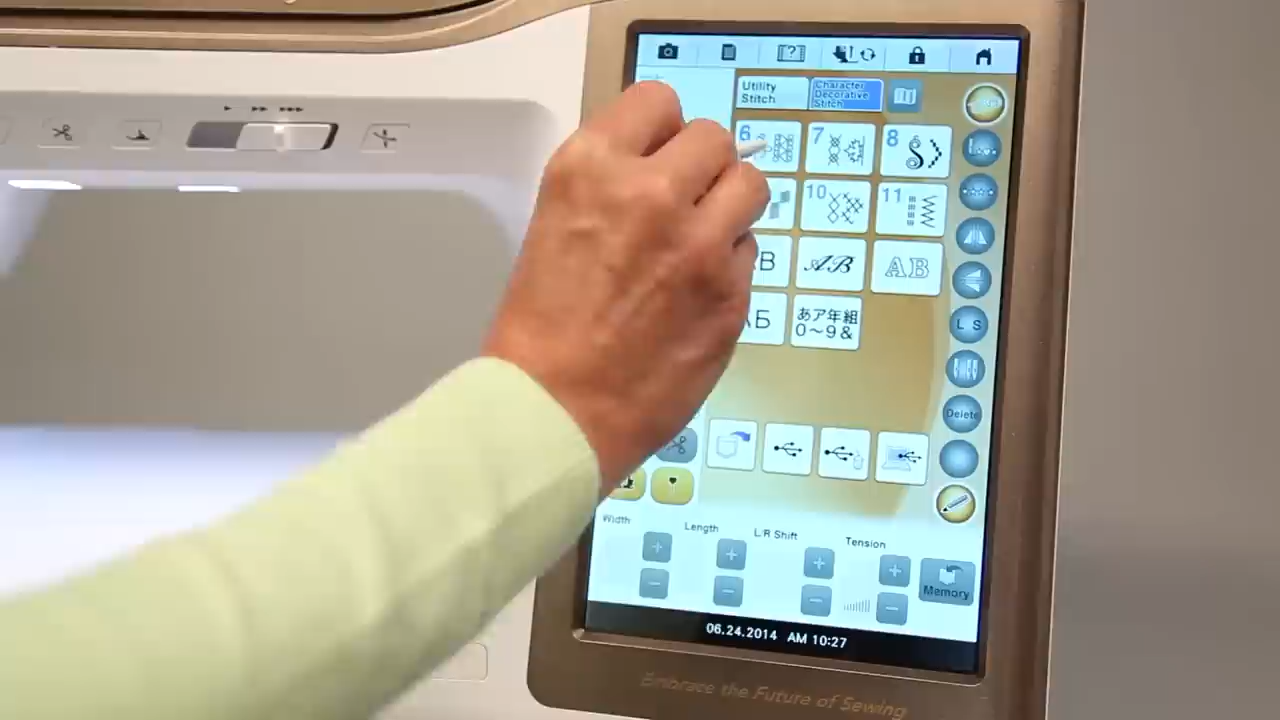 Utility
Stitch
Character
Decorative
Stitch
6
7
8
10
11
B
AB
AB
Б
あア年組
0～9&
L S
Delete
Width
Length
L/R Shift
Tension
Memory
06.24.2014 AM 10:27
Embrace the Future of Sewing